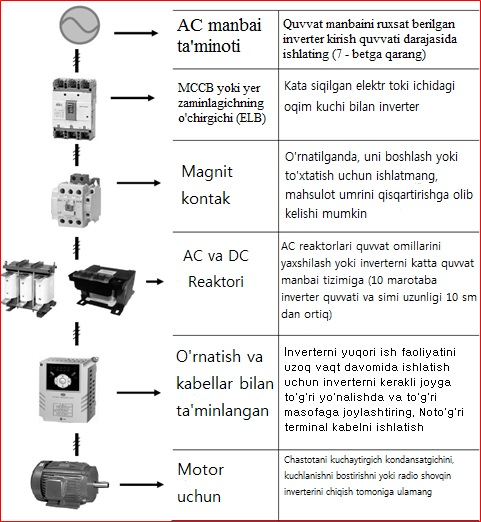 AC manbai
ta'minoti
Quvvat manbaini ruxsat berilgan
inverter kirish quvvati darajasida
ishlating (7 - betga qarang)
MCCB yoki yer
zaminlagichning
o'chirgichi (ELB)
Kata siqilgan elektr toki ichidagi
oqim kuchi bilan inverter
Magnit
kontak
O'rnatilganda, uni boshlash yoki
to'xtatish uchun ishlatmang,
mahsulot umrini qisqartirishga olib
kelishi mumkin
AC va DC
Reaktori
AC reaktorlari quvvat omillarini
yaxshilash yoki inverterni katta quvvat
manbai tizimiga (10 marotaba
inverter quvvati va simi uzunligi 10 sm
dan ortiq)
O'rnatish va
kabellar bilan
ta'minlangan
Inverterni yuqori ish faoliyatini
uzoq vaqt davomida ishlatish
uchun inverterni kerakli joyga
to'g'ri yo'nalishda va to'g'ri
masofaga joylashtiring, Noto'g'ri
terminal kabelni ishlatish
Motor
uchun
Chastotani kuchaytirgich kondansatgichini,
kuchlanishni bostirishni yoki radio shovqin
inverterini chiqish tomoniga ulamang